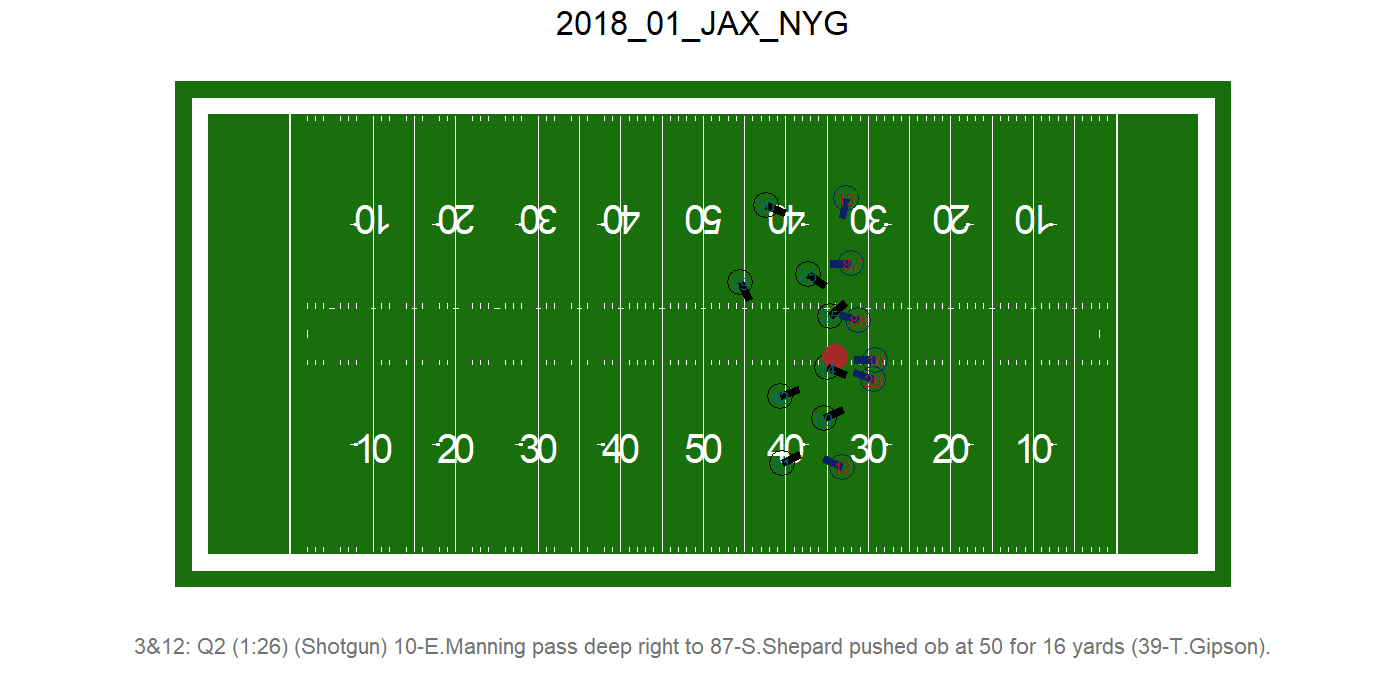 2018_01_JAX_NYG
10 20 30 40 50 40 30 20 10
87
10 20 30 40 50 40 30 20 10
12
3&12: Q2 (1:26) (Shotgun) 10-E.Manning pass deep right to 87-S.Shepard pushed ob at 50 for 16 yards (39-T.Gipson).